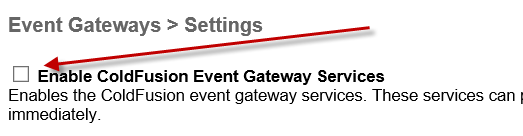 Event Gateways > Settings
Enable ColdFusion Event Gateway Services
Enables the ColdFusion event gateway services. These services can
immediately.